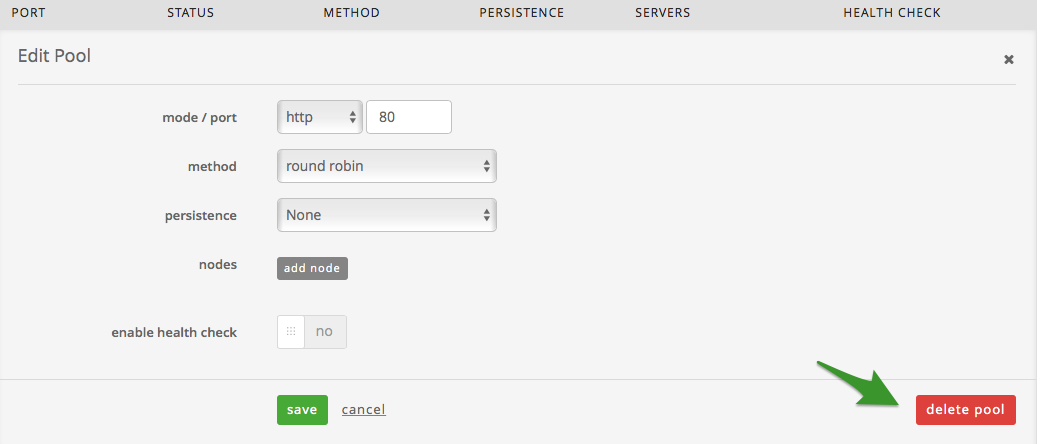 PORT STATUS METHOD PERSISTENCE SERVERS HEALTH CHECK
Edit Pool
mode / port http 80
method round robin
persistence None
nodes add node
enable health check no
save cancel delete pool